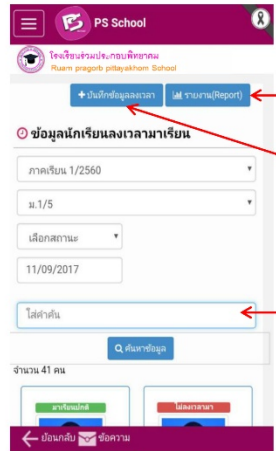 PS School
โรงเรียนร่วมประกอบพิทยาคม
Ruam pragorb pittayakhom School
+บันทึกข้อมูลลงเวลา
รายงาน(Report)
ข้อมูลนักเรียนลงเวลามาเรียน
ภาคเรียน 1/2560
ม.1/5
เลือกสถานะ
11/09/2017
ใส่คำค้น
ค้นหาข้อมูล
จำนวน 41 คน
มาเรียนปกติ
ไม่ลงเวลามา
ย้อนกลับ
ข้อความ